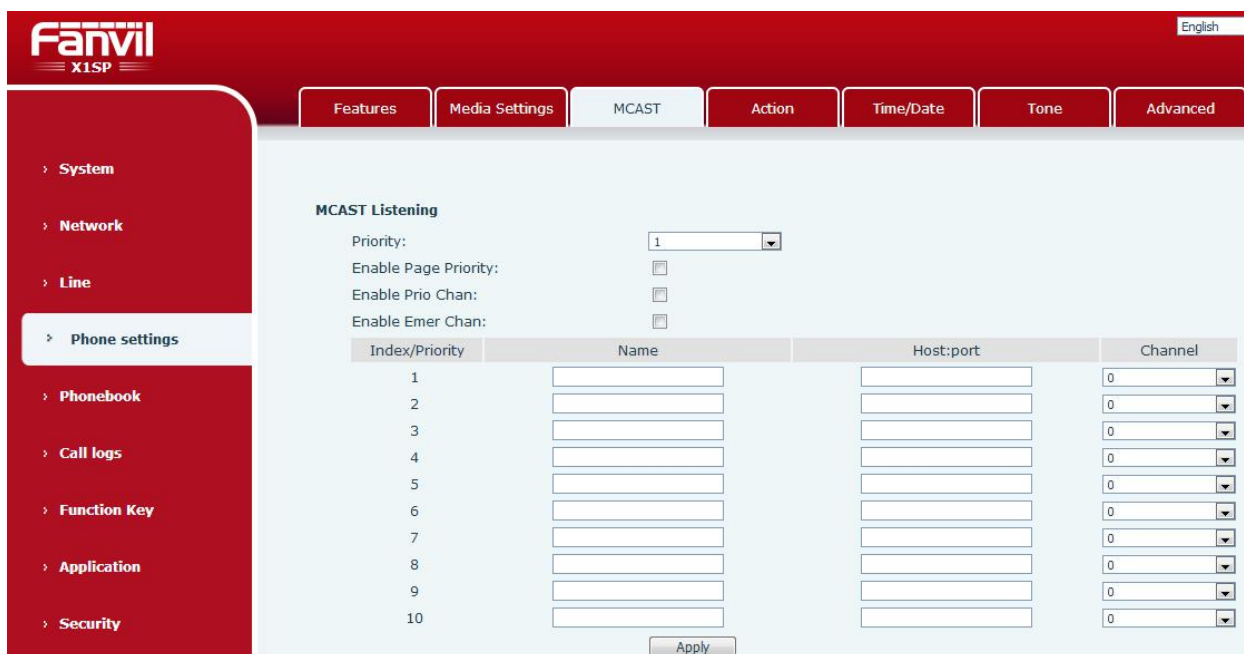 English
Fanvil
X1SP
Features Media Settings MCAST Action Time/Date Tone Advanced
› System
› Network
› Line
› Phone settings
› Phonebook
› Call logs
› Function Key
› Application
› Security
MCAST Listening
Priority: 1
Enable Page Priority:
Enable Prio Chan:
Enable Emer Chan:
Index/Priority Name Host:port Channel
1 0
2 0
3 0
4 0
5 0
6 0
7 0
8 0
9 0
10 0
Apply